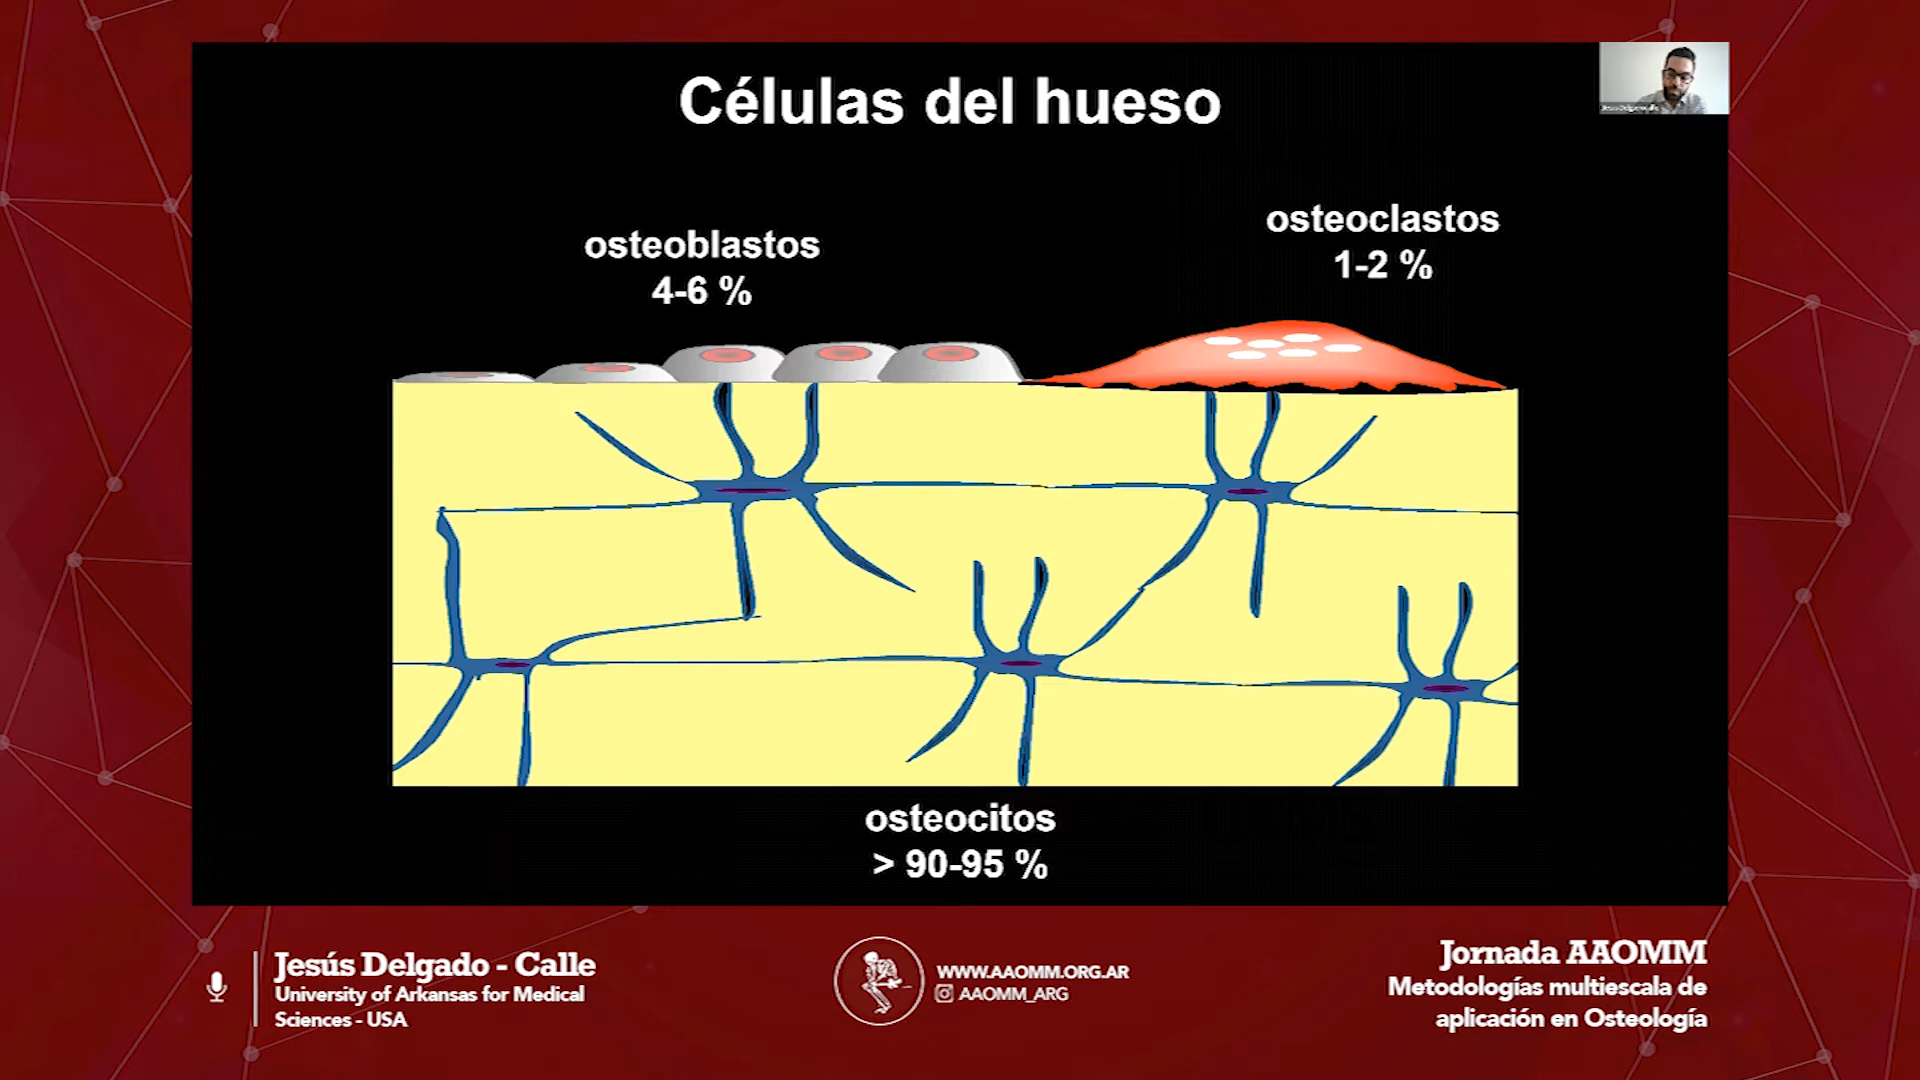 Células del hueso
osteoblastos
4-6 %
osteoclastos
1-2 %
osteocitos
> 90-95 %
Jesús Delgado - Calle
University of Arkansas for Medical
Sciences - USA
WWW.AAOMM.ORG.AR
AAOMM_ARG
Jornada AAOMM
Metodologías multiescala de
aplicación en Osteología